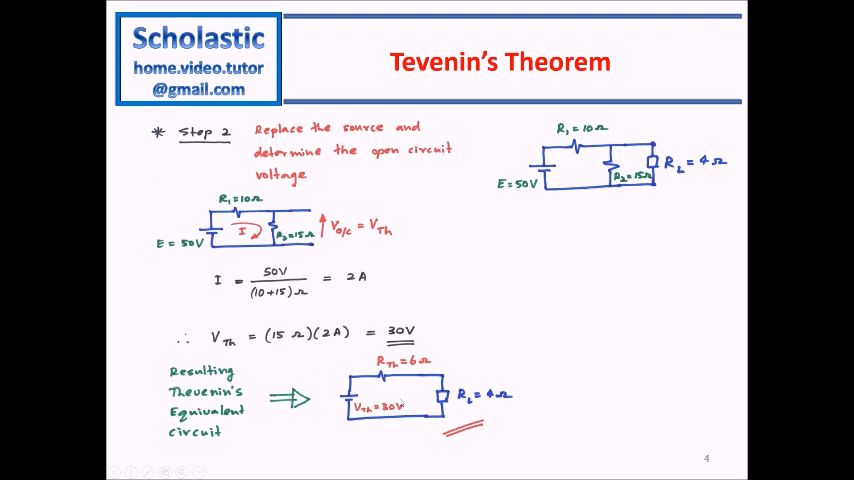 Scholastic
home.video.tutor
@gmail.com
Tevenin's Theorem
* Step 2
Replace the source and
determine the open circuit
voltage
R1 = 10Ω
E = 50V
I
R2 = 15Ω
Vo/c = VTh
R1 = 10Ω
E = 50V
R2 = 15Ω
RL = 4Ω
I = 50V / (10+15)Ω = 2A
∴ VTh = (15 Ω)(2A) = 30V
Resulting
Thevenin's
Equivalent
circuit
RTh = 6Ω
VTh = 30V
RL = 4Ω
4